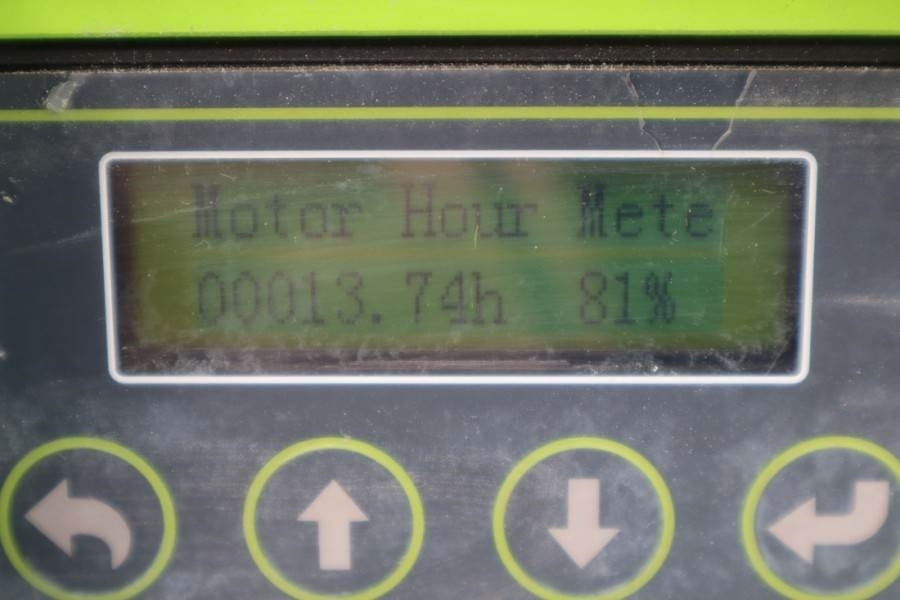 Motor Hour Mete
00013.74h 81%